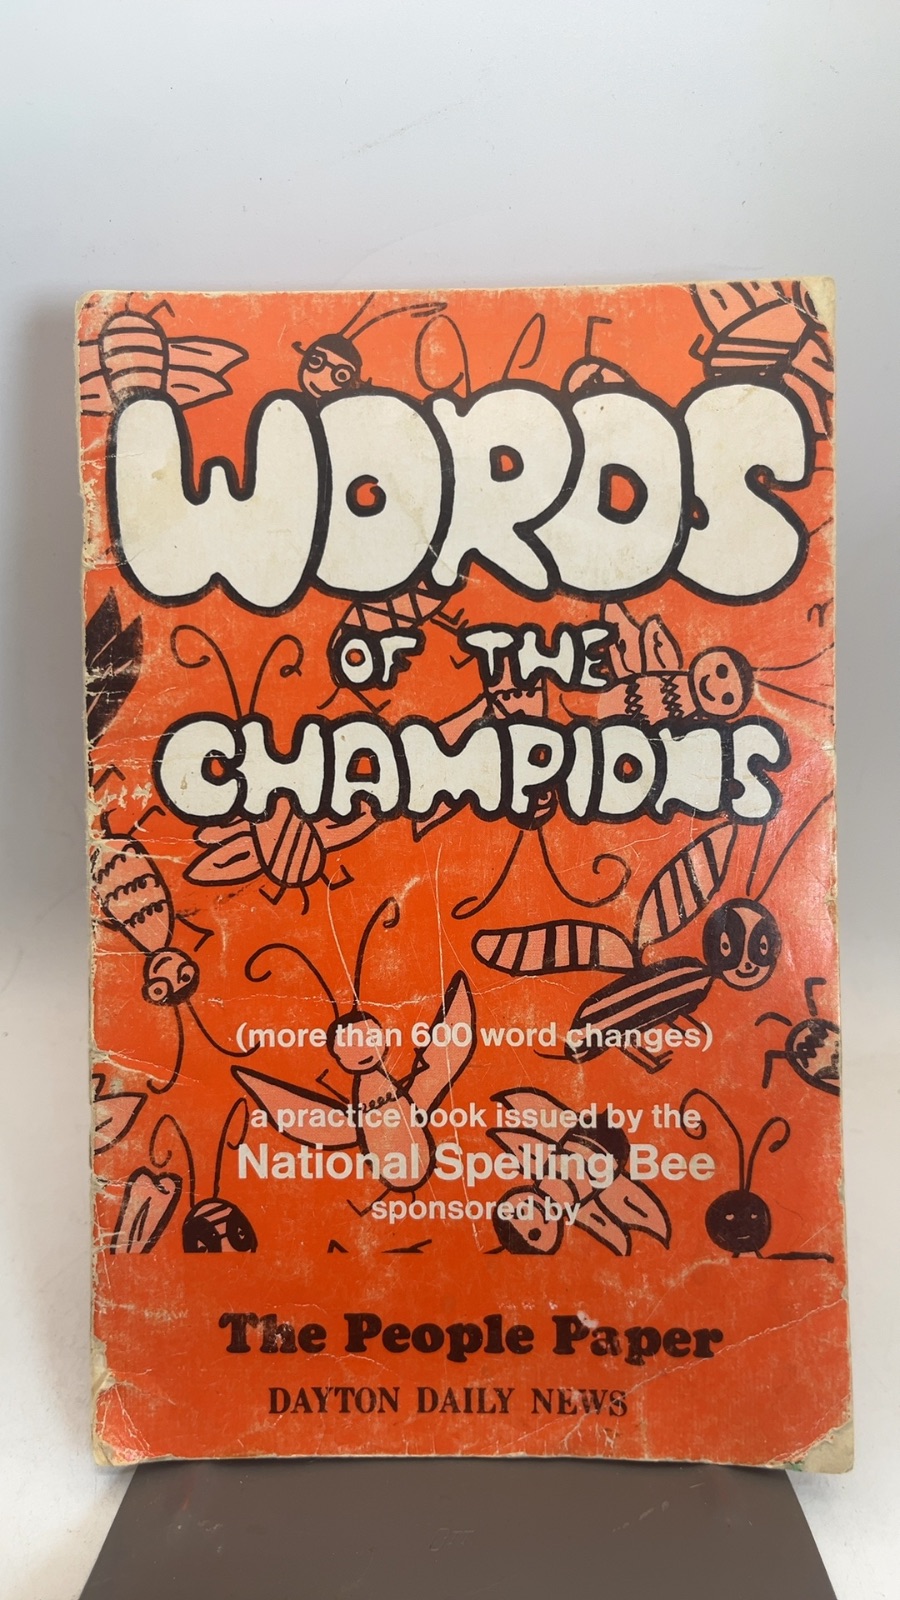 WORDS
OF THE
CHAMPIONS
(more than 600 word changes)
a practice book issued by the
National Spelling Bee
sponsored by
The People Paper
DAYTON DAILY NEWS